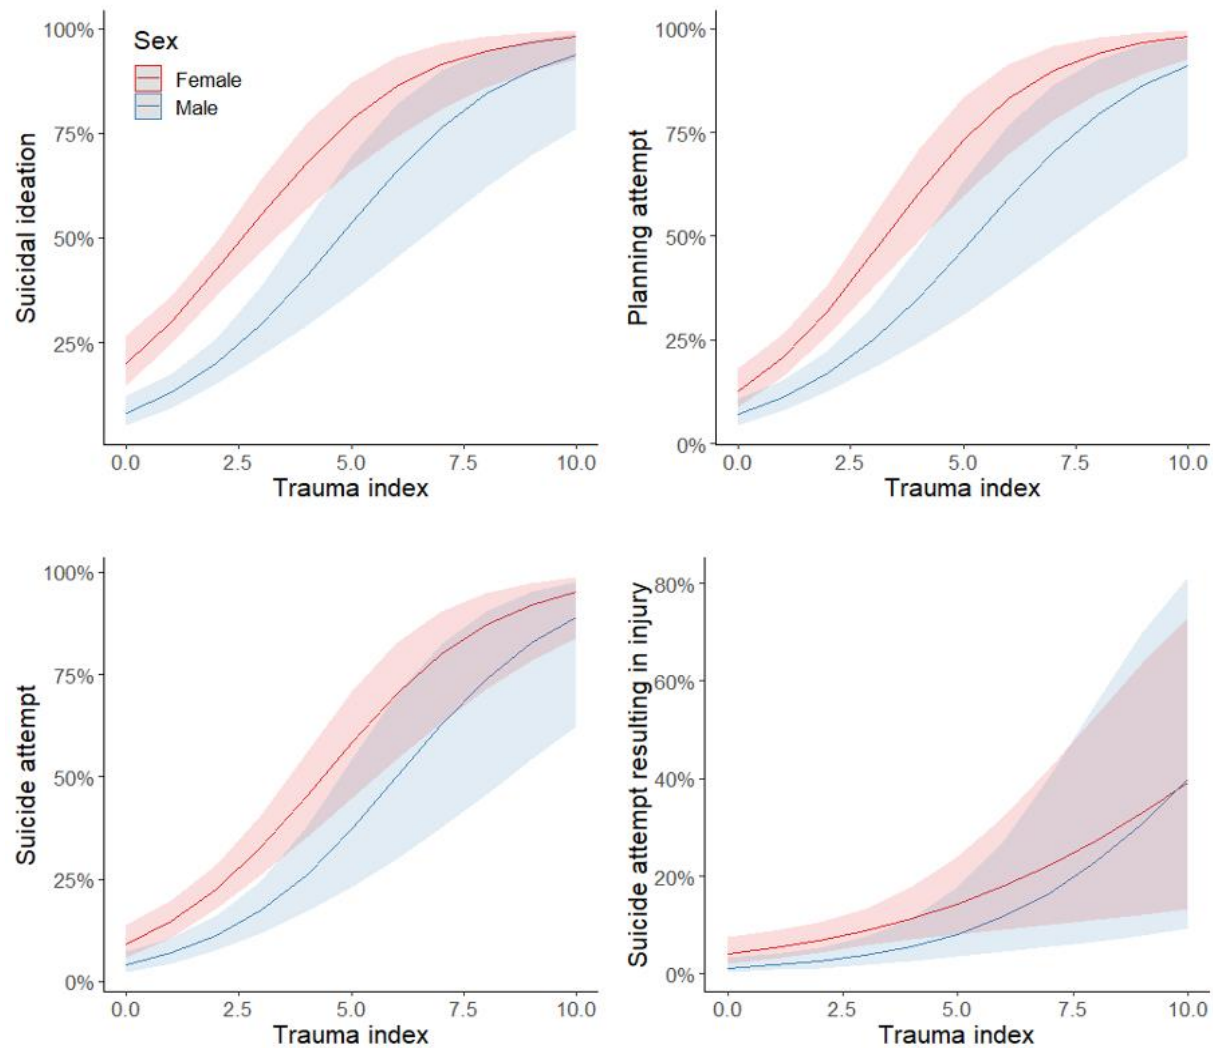 Sex
Female
Male
100%
75%
50%
25%
Suicidal ideation
0.0 2.5 5.0 7.5 10.0
Trauma index
100%
75%
50%
25%
0%
Planning attempt
0.0 2.5 5.0 7.5 10.0
Trauma index
100%
75%
50%
25%
0%
Suicide attempt
0.0 2.5 5.0 7.5 10.0
Trauma index
80%
60%
40%
20%
0%
Suicide attempt resulting in injury
0.0 2.5 5.0 7.5 10.0
Trauma index